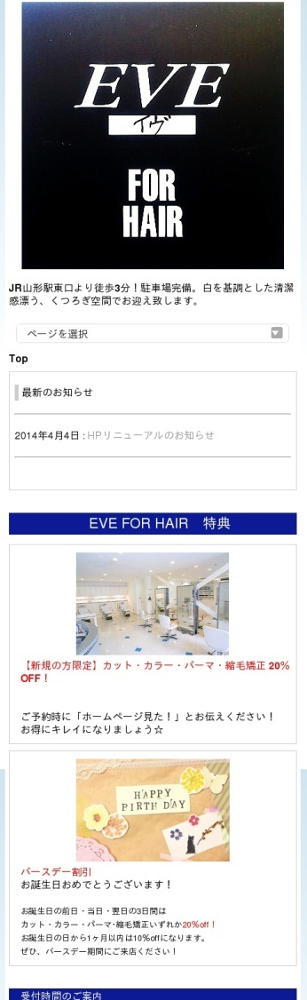 EVE
イヴ
FOR
HAIR
JR山形駅東口より徒歩3分！駐車場完備。白を基調とした清潔
感漂う、くつろぎ空間でお迎え致します。
ページを選択
Top
最新のお知らせ
2014年4月4日 : HPリニューアルのお知らせ
EVE FOR HAIR　特典
【新規の方限定】カット・カラー・パーマ・縮毛矯正 20%
OFF！
ご予約時に「ホームページ見た！」とお伝えください！
お得にキレイになりましょう☆
HAPPY
BIRTH DAY
バースデー割引
お誕生日おめでとうございます！
お誕生日の前日・当日・翌日の3日間は
カット・カラー・パーマ・縮毛矯正いずれか20%off！
お誕生日の日から1ヶ月以内は10%offになります。
ぜひ、バースデー期間にご来店ください！
受付時間のご案内